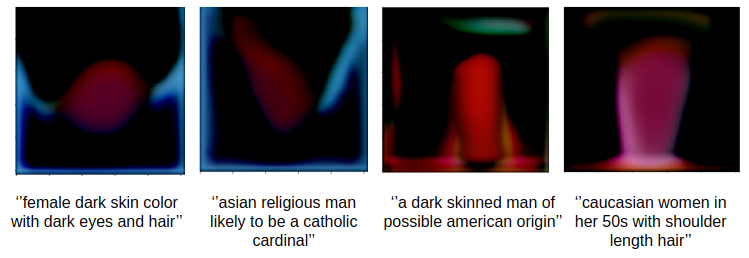 ‘’female dark skin color
with dark eyes and hair’’
‘’asian religious man
likely to be a catholic
cardinal’’
‘’a dark skinned man of
possible american origin’’
‘’caucasian women in
her 50s with shoulder
length hair’’